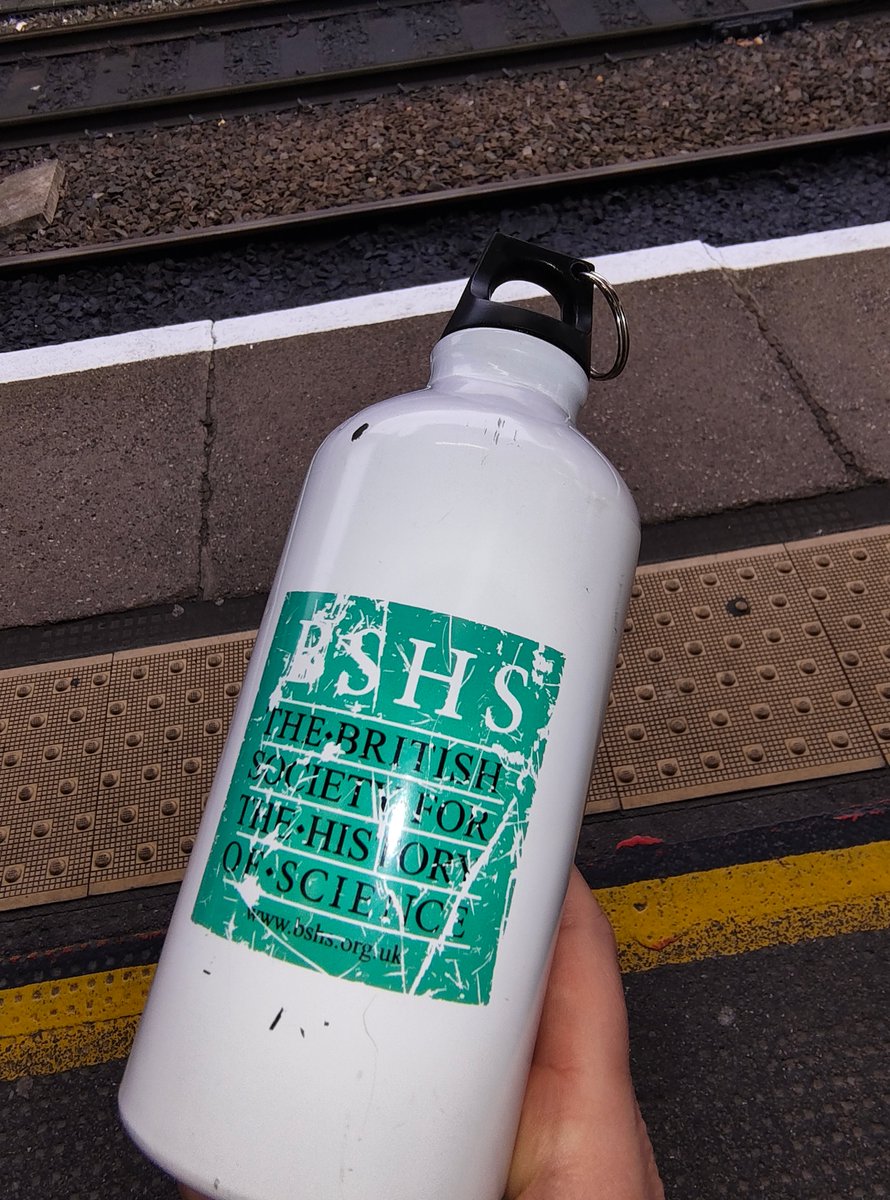 BSHS
THE·BRITISH
SOCIETY FOR
THE·HISTORY
OF·SCIENCE
www.bshs.org.uk